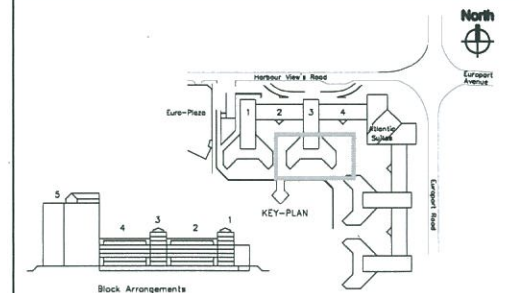 North
Harbour View's Road
Europort
Avenue
Euro-Plaza
1 2 3 4
Atlantic
Suites
Europort Road
KEY-PLAN
5
4 3 2 1
Block Arrangements